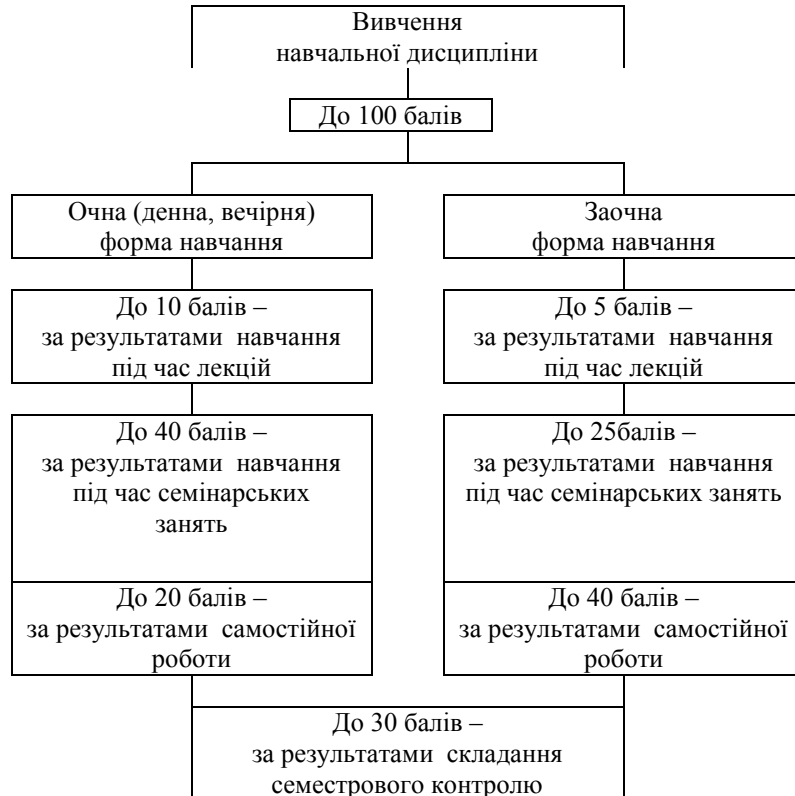 Вивчення
навчальної дисципліни
До 100 балів
Очна (денна, вечірня)
форма навчання
До 10 балів –
за результатами навчання
під час лекцій
До 40 балів –
за результатами навчання
під час семінарських
занять
До 20 балів –
за результатами самостійної
роботи
Заочна
форма навчання
До 5 балів –
за результатами навчання
під час лекцій
До 25балів –
за результатами навчання
під час семінарських занять
До 40 балів –
за результатами самостійної
роботи
До 30 балів –
за результатами складання
семестрового контролю